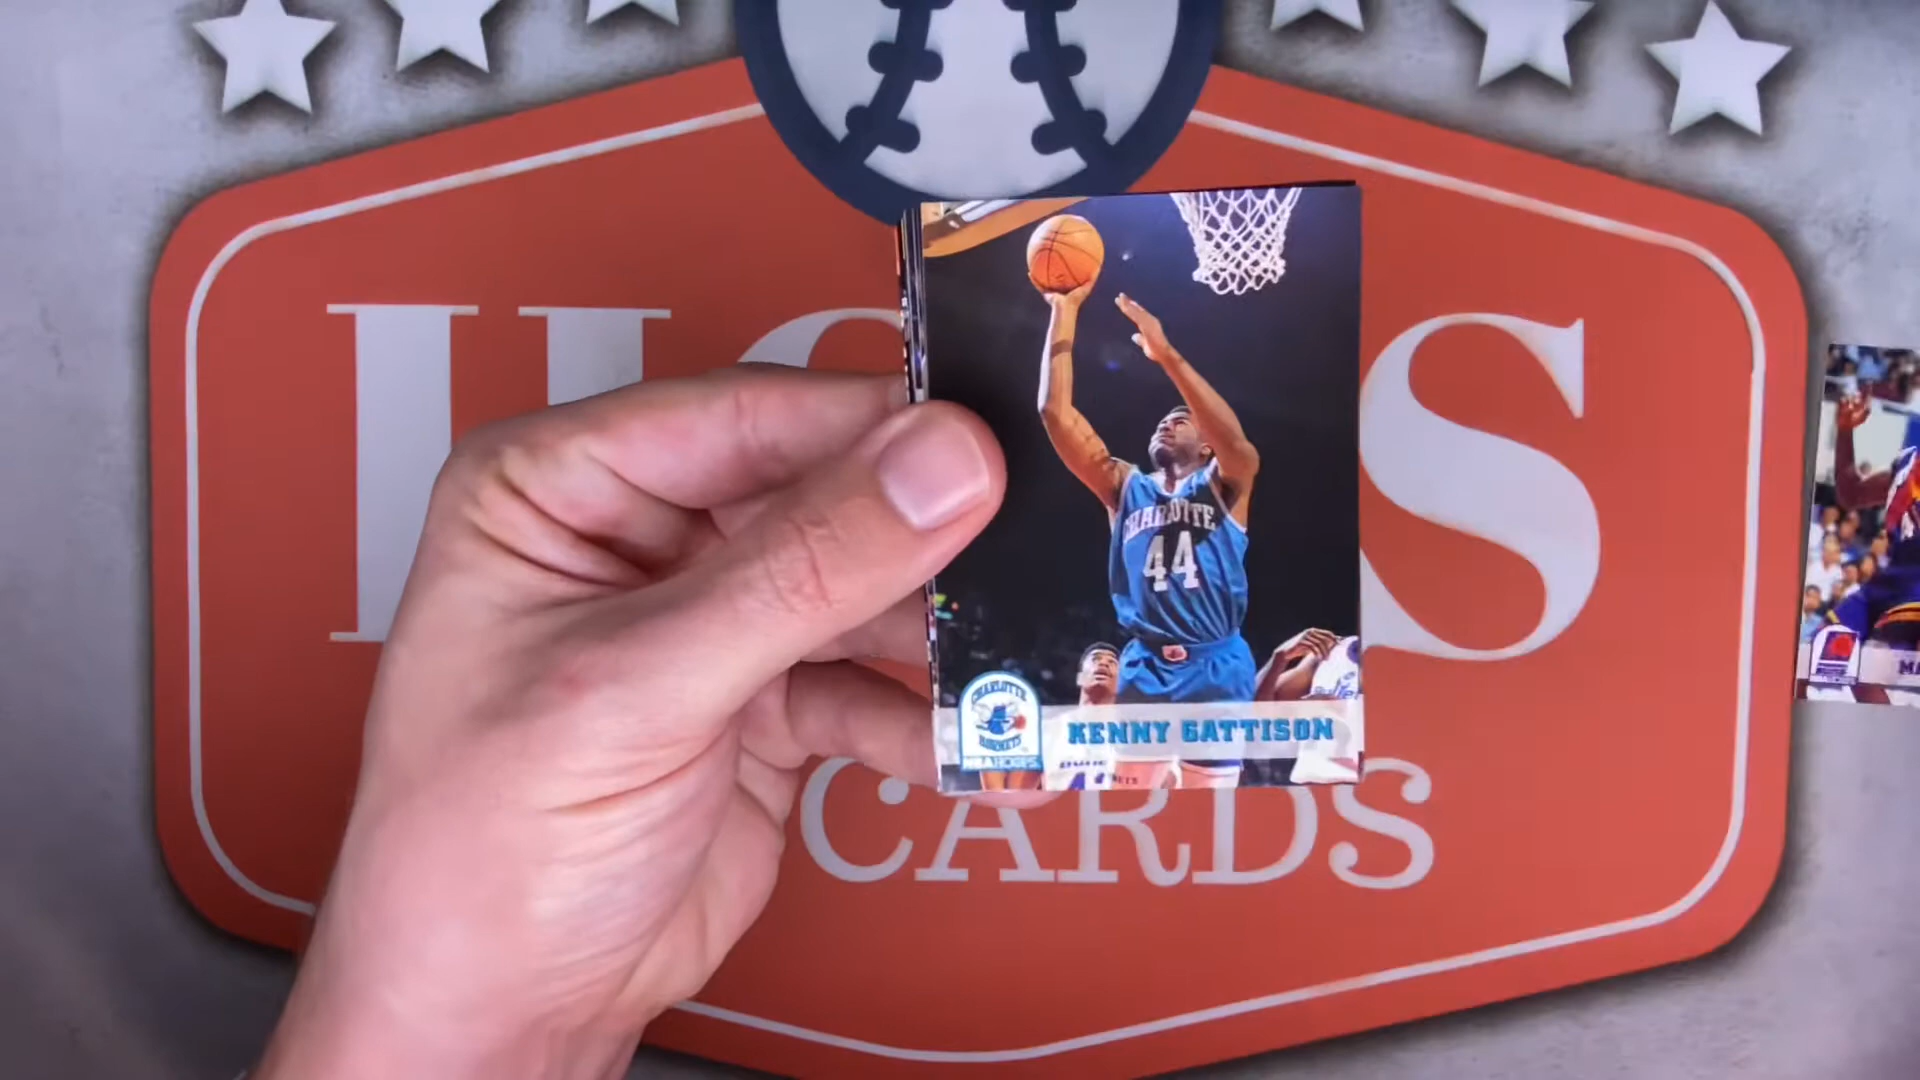 CHARLOTTE
44
CHARLOTTE
HORNETS
NBA HOOPS
KENNY GATTISON
S
CARDS